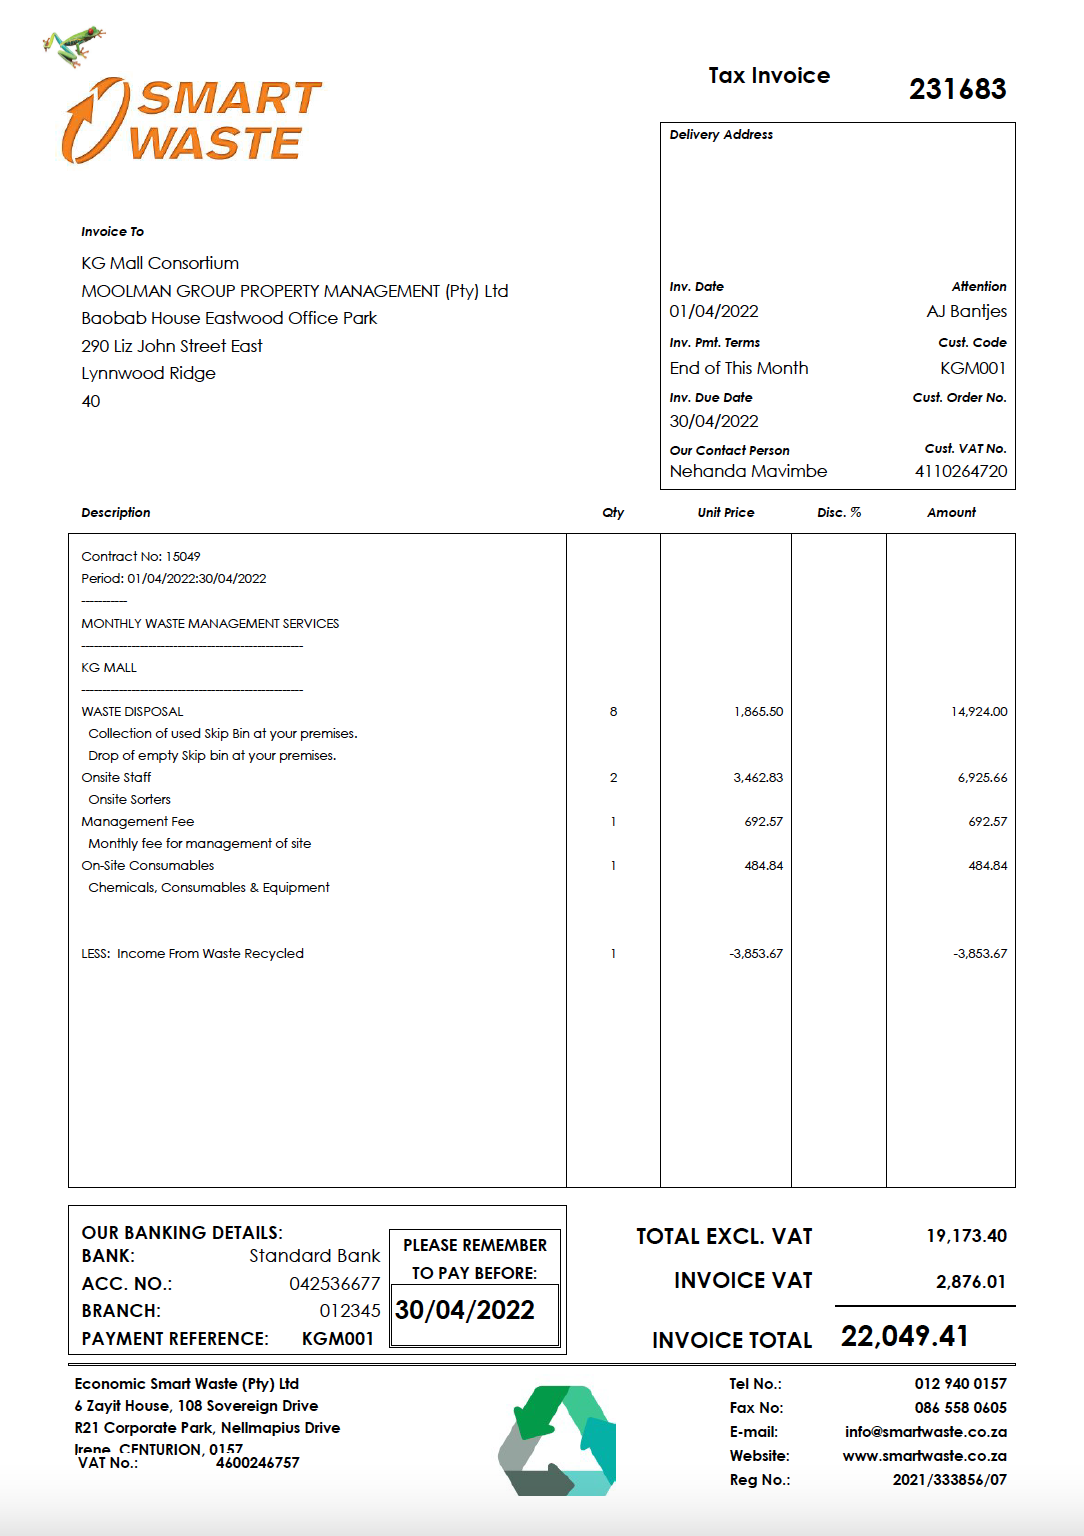 SMART
WASTE
Tax Invoice 231683
Delivery Address
Invoice To
KG Mall Consortium
MOOLMAN GROUP PROPERTY MANAGEMENT (Pty) Ltd
Baobab House Eastwood Office Park
290 Liz John Street East
Lynnwood Ridge
40
Inv. Date Attention
01/04/2022 AJ Bantjes
Inv. Pmt. Terms Cust. Code
End of This Month KGM001
Inv. Due Date Cust. Order No.
30/04/2022
Our Contact Person Cust. VAT No.
Nehanda Mavimbe 4110264720
Description Qty Unit Price Disc. % Amount
Contract No: 15049
Period: 01/04/2022:30/04/2022
-----------
MONTHLY WASTE MANAGEMENT SERVICES
-----------------------------------------------------
KG MALL
-----------------------------------------------------
WASTE DISPOSAL 8 1,865.50 14,924.00
Collection of used Skip Bin at your premises.
Drop of empty Skip bin at your premises.
Onsite Staff 2 3,462.83 6,925.66
Onsite Sorters
Management Fee 1 692.57 692.57
Monthly fee for management of site
On-Site Consumables 1 484.84 484.84
Chemicals, Consumables & Equipment
LESS: Income From Waste Recycled 1 -3,853.67 -3,853.67
OUR BANKING DETAILS:
BANK: Standard Bank
ACC. NO.: 042536677
BRANCH: 012345
PAYMENT REFERENCE: KGM001
PLEASE REMEMBER
TO PAY BEFORE:
30/04/2022
TOTAL EXCL. VAT 19,173.40
INVOICE VAT 2,876.01
INVOICE TOTAL 22,049.41
Economic Smart Waste (Pty) Ltd
6 Zayit House, 108 Sovereign Drive
R21 Corporate Park, Nellmapius Drive
Irene, CENTURION, 0157
VAT No.: 4600246757
Tel No.: 012 940 0157
Fax No: 086 558 0605
E-mail: info@smartwaste.co.za
Website: www.smartwaste.co.za
Reg No.: 2021/333856/07